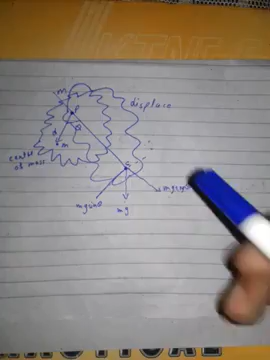 m
displace
P
θ
d
m
center
of mass
G
mg cosθ
mg sinθ
mg